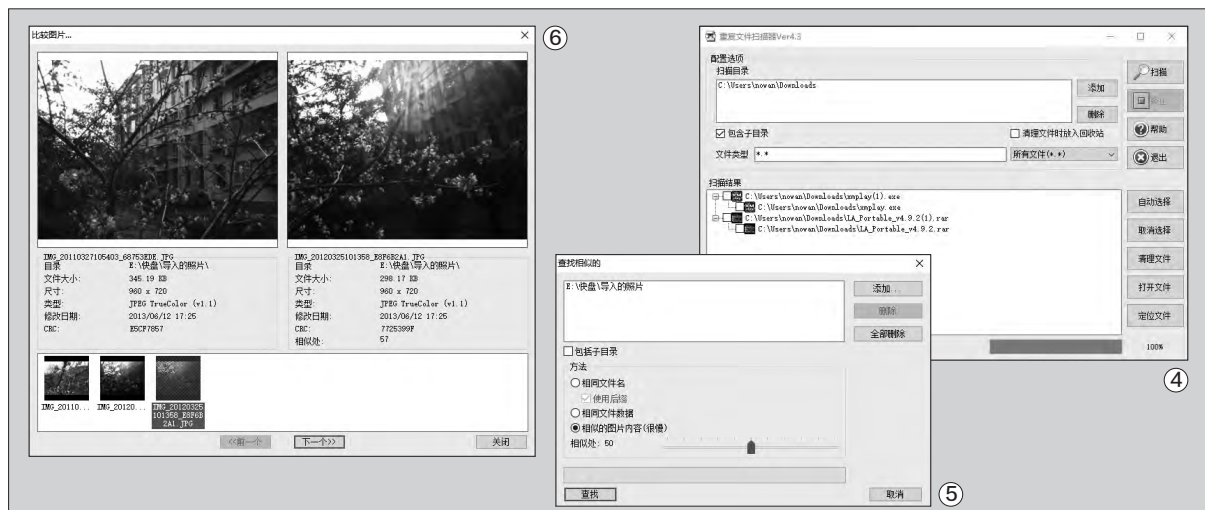 比较图片...
⑥
IMG_20110327105403_68753EDE.JPG
目录 E:\快盘\导入的照片\
文件大小: 345.19 KB
尺寸: 960 x 720
类型: JPEG TrueColor (v1.1)
修改日期: 2013/06/12 17:25
CRC: E5CF7857
IMG_20120325101358_E8F6B2A1.JPG
目录 E:\快盘\导入的照片\
文件大小: 298.17 KB
尺寸: 960 x 720
类型: JPEG TrueColor (v1.1)
修改日期: 2013/06/12 17:25
CRC: 7725399F
相似处: 57
IMG_20110...
IMG_20120...
IMG_20120325
101358_E8F6B
2A1.JPG
<<前一个
下一个>>
关闭
重复文件扫描器Ver4.3
配置选项
扫描目录
C:\Users\nowan\Downloads
添加
删除
包含子目录
清理文件时放入回收站
文件类型 *.*
所有文件(*.*)
扫描
停止
帮助
退出
扫描结果
C:\Users\nowan\Downloads\xmplay(1).exe
C:\Users\nowan\Downloads\xmplay.exe
C:\Users\nowan\Downloads\LA_Portable_v4.9.2(1).rar
C:\Users\nowan\Downloads\LA_Portable_v4.9.2.rar
自动选择
取消选择
清理文件
打开文件
定位文件
100%
④
查找相似的
E:\快盘\导入的照片
添加...
删除
全部删除
包括子目录
方法
相同文件名
使用后缀
相同文件数据
相似的图片内容(很慢)
相似处: 50
查找
取消
⑤